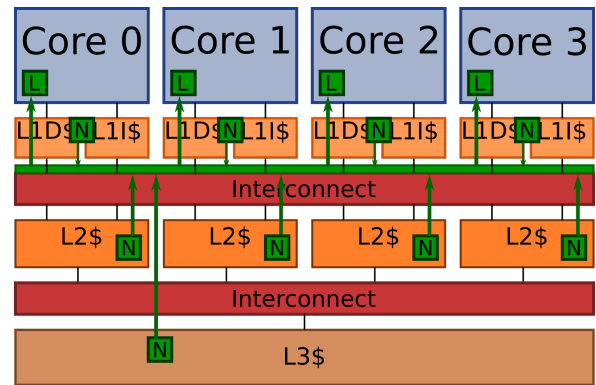 Core 0 Core 1 Core 2 Core 3
L L L L
L1D$ N L1I$ L1D$ N L1I$ L1D$ N L1I$ L1D$ N L1I$
Interconnect
L2$ N L2$ N L2$ N L2$ N
Interconnect
N L3$